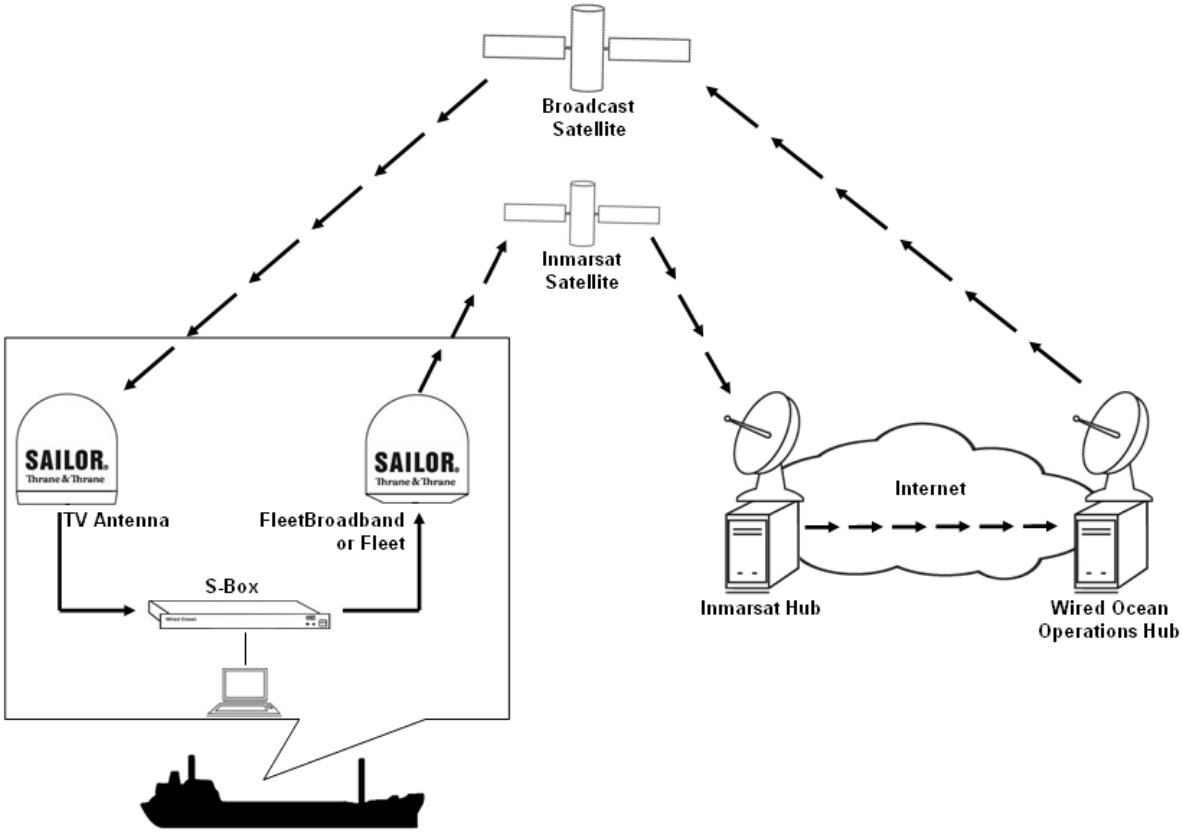 Broadcast
Satellite
Inmarsat
Satellite
SAILOR®
Thrane & Thrane
SAILOR®
Thrane & Thrane
TV Antenna
FleetBroadband
or Fleet
S-Box
Wired Ocean
Internet
Inmarsat Hub
Wired Ocean
Operations Hub